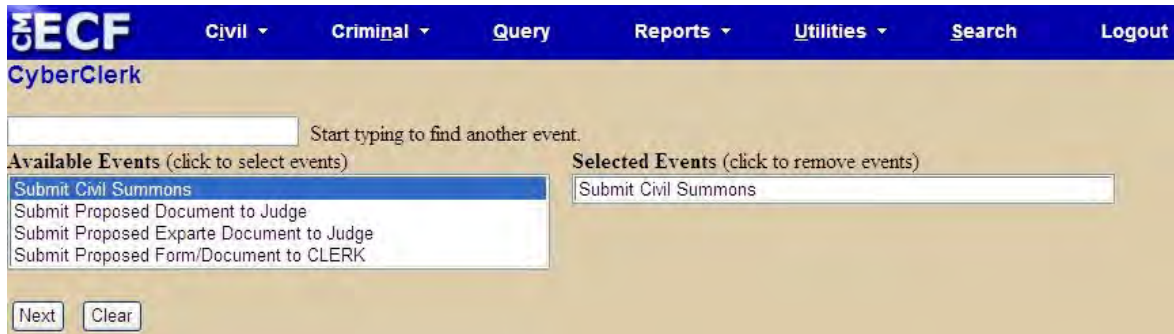 CM ECF Civil Criminal Query Reports Utilities Search Logout
CyberClerk
Start typing to find another event.
Available Events (click to select events)
Submit Civil Summons
Submit Proposed Document to Judge
Submit Proposed Exparte Document to Judge
Submit Proposed Form/Document to CLERK
Selected Events (click to remove events)
Submit Civil Summons
Next Clear